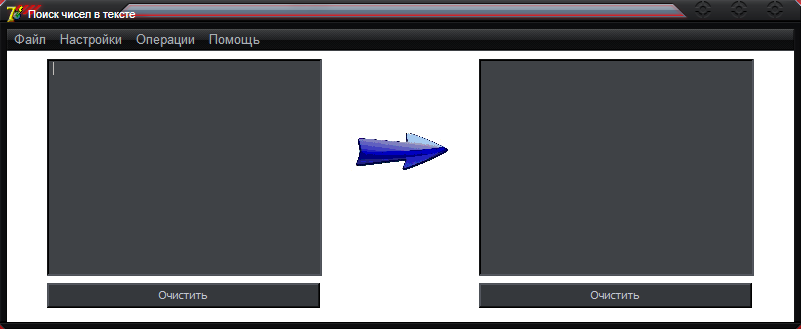 Поиск чисел в тексте
Файл Настройки Операции Помощь
Очистить Очистить